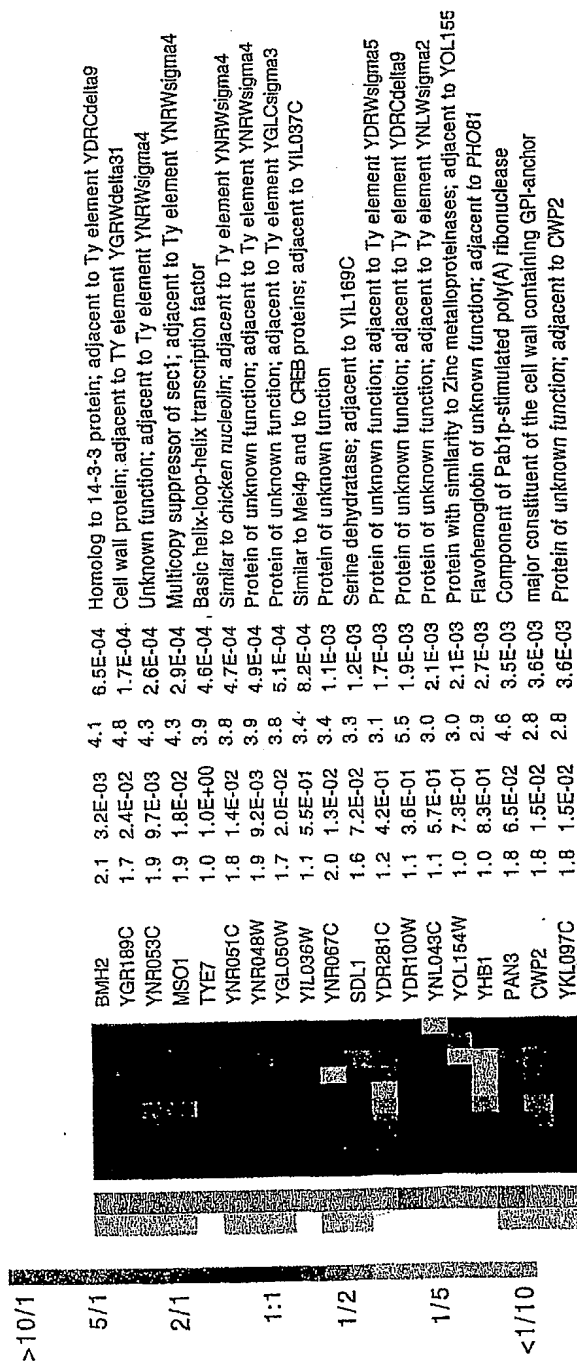 >10/1
5/1
2/1
1:1
1/2
1/5
<1/10
BMH2 2.1 3.2E-03 4.1 6.5E-04 Homolog to 14-3-3 protein; adjacent to Ty element YDRCdelta9
YGR189C 1.7 2.4E-02 4.8 1.7E-04 Cell wall protein; adjacent to TY element YGRWdelta31
YNR053C 1.9 9.7E-03 4.3 2.6E-04 Unknown function; adjacent to Ty element YNRWsigma4
MSO1 1.9 1.8E-02 4.3 2.9E-04 Multicopy suppressor of sec1; adjacent to Ty element YNRWsigma4
TYE7 1.0 1.0E+00 3.9 4.6E-04 Basic helix-loop-helix transcription factor
YNR051C 1.8 1.4E-02 3.8 4.7E-04 Similar to chicken nucleolin; adjacent to Ty element YNRWsigma4
YNR048W 1.9 9.2E-03 3.9 4.9E-04 Protein of unknown function; adjacent to Ty element YNRWsigma4
YGL050W 1.7 2.0E-02 3.8 5.1E-04 Protein of unknown function; adjacent to Ty element YGLCsigma3
YIL036W 1.1 5.5E-01 3.4 8.2E-04 Similar to Mei4p and to CREB proteins; adjacent to YIL037C
YNR067C 2.0 1.3E-02 3.4 1.1E-03 Protein of unknown function
SDL1 1.6 7.2E-02 3.3 1.2E-03 Serine dehydratase; adjacent to YIL169C
YDR281C 1.2 4.2E-01 3.1 1.7E-03 Protein of unknown function; adjacent to Ty element YDRWsigma5
YDR100W 1.1 3.6E-01 5.5 1.9E-03 Protein of unknown function; adjacent to Ty element YDRCdelta9
YNL043C 1.1 5.7E-01 3.0 2.1E-03 Protein of unknown function; adjacent to Ty element YNLWsigma2
YOL154W 1.0 7.3E-01 3.0 2.1E-03 Protein with similarity to Zinc metalloproteinases; adjacent to YOL155
YHB1 1.0 8.3E-01 2.9 2.7E-03 Flavohemoglobin of unknown function; adjacent to PHO81
PAN3 1.8 6.5E-02 4.6 3.5E-03 Component of Pab1p-stimulated poly(A) ribonuclease
CWP2 1.8 1.5E-02 2.8 3.6E-03 major constituent of the cell wall containing GPI-anchor
YKL097C 1.8 1.5E-02 2.8 3.6E-03 Protein of unknown function; adjacent to CWP2